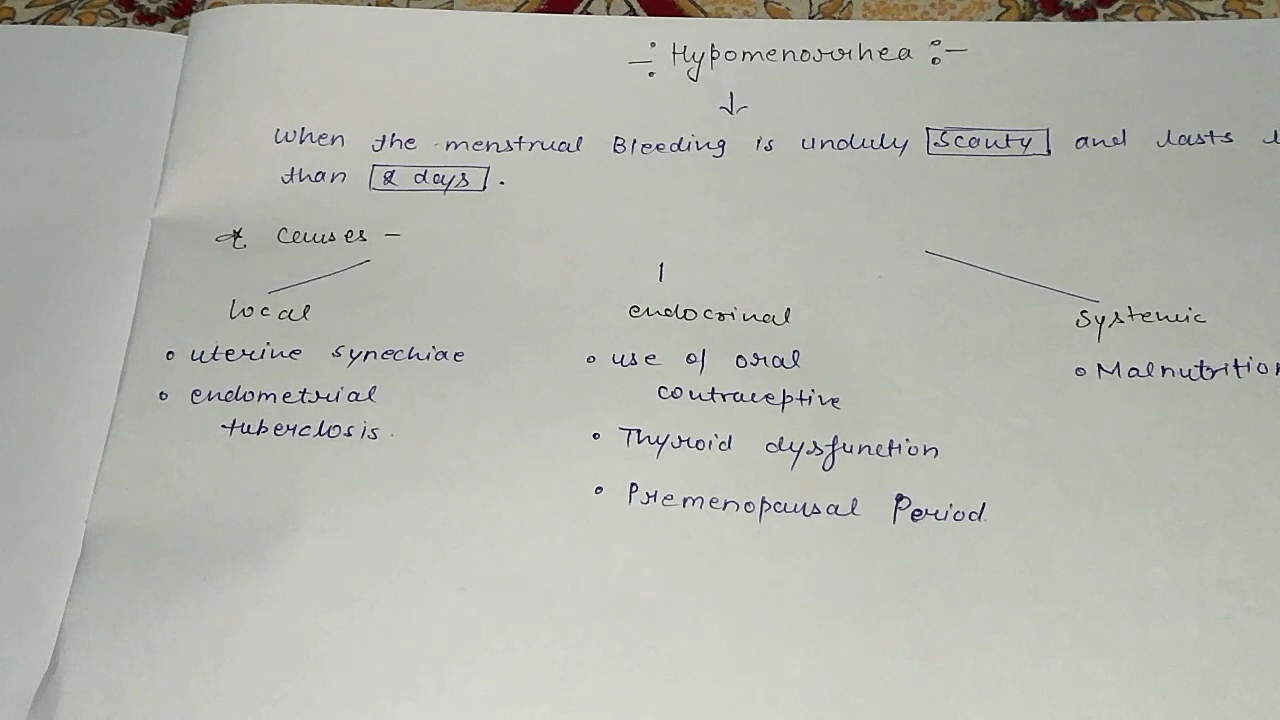 Hypomenorrhea :-
When the menstrual Bleeding is unduly scanty and lasts
than 2 days.
* causes -
local
endocrinal
systemic
• uterine synechiae
• endometrial
tuberclosis.
• use of oral
contraceptive
• Thyroid dysfunction
• Premenopausal Period.
• Malnutrition